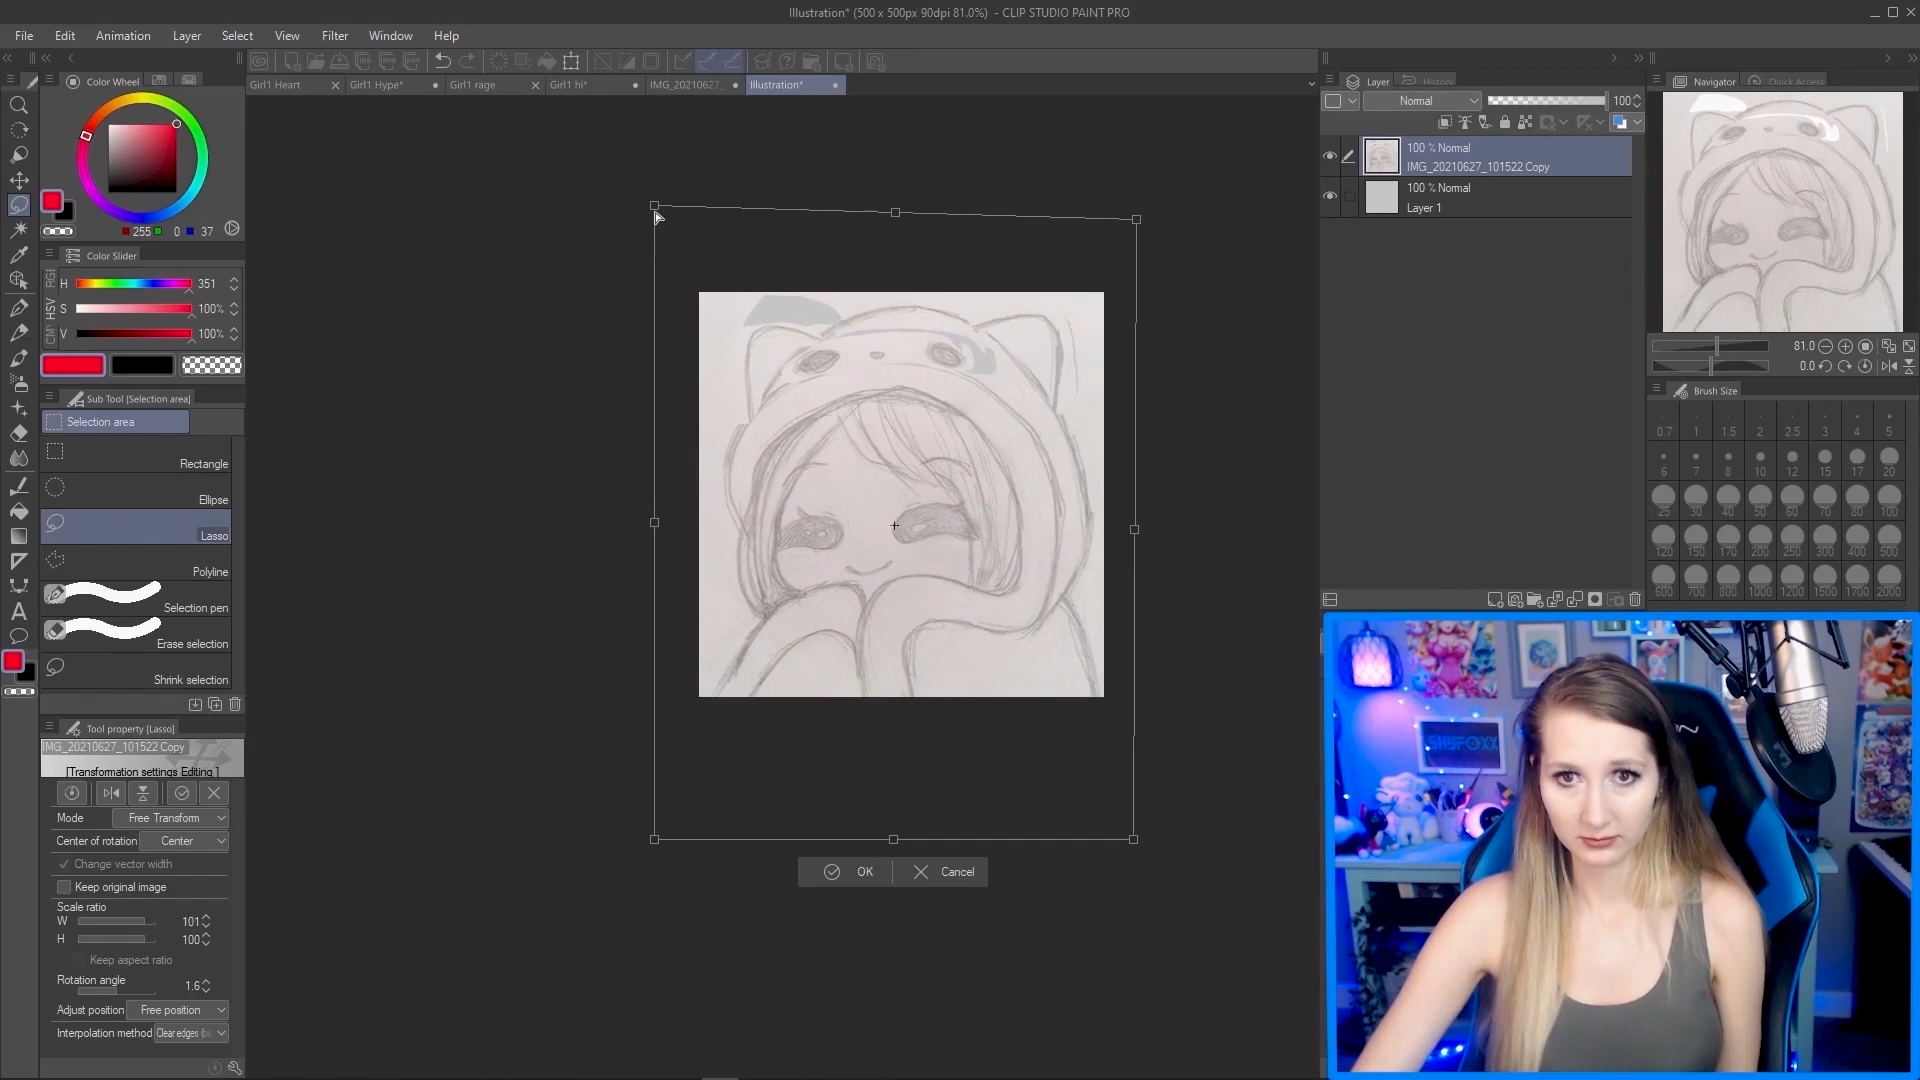 Illustration* (500 x 500px 90dpi 81.0%) - CLIP STUDIO PAINT PRO
File Edit Animation Layer Select View Filter Window Help
Girl1 Heart Girl1 Hype* Girl1 rage Girl1 hi* IMG_20210627_ Illustration*
Color Wheel
255 0 37
Color Slider
RGB
HSV
H 351
S 100%
V 100%
Sub Tool [Selection area]
Selection area
Rectangle
Ellipse
Lasso
Polyline
Selection pen
Erase selection
Shrink selection
Tool property [Lasso]
IMG_20210627_101522 Copy
[Transformation settings Editing ]
Mode Free Transform
Center of rotation Center
Change vector width
Keep original image
Scale ratio
W 101
H 100
Keep aspect ratio
Rotation angle
1.6
Adjust position Free position
Interpolation method Clear edges
OK Cancel
Layer History
Normal 100
100 % Normal
IMG_20210627_101522 Copy
100 % Normal
Layer 1
Navigator Quick Access
81.0
0.0
Brush Size
0.7 1 1.5 2 2.5 3 4 5
6 7 8 10 12 15 17 20
25 30 40 50 60 70 80 100
120 150 170 200 250 300 400 500
600 700 800 1000 1200 1500 1700 2000
SHYFOXX